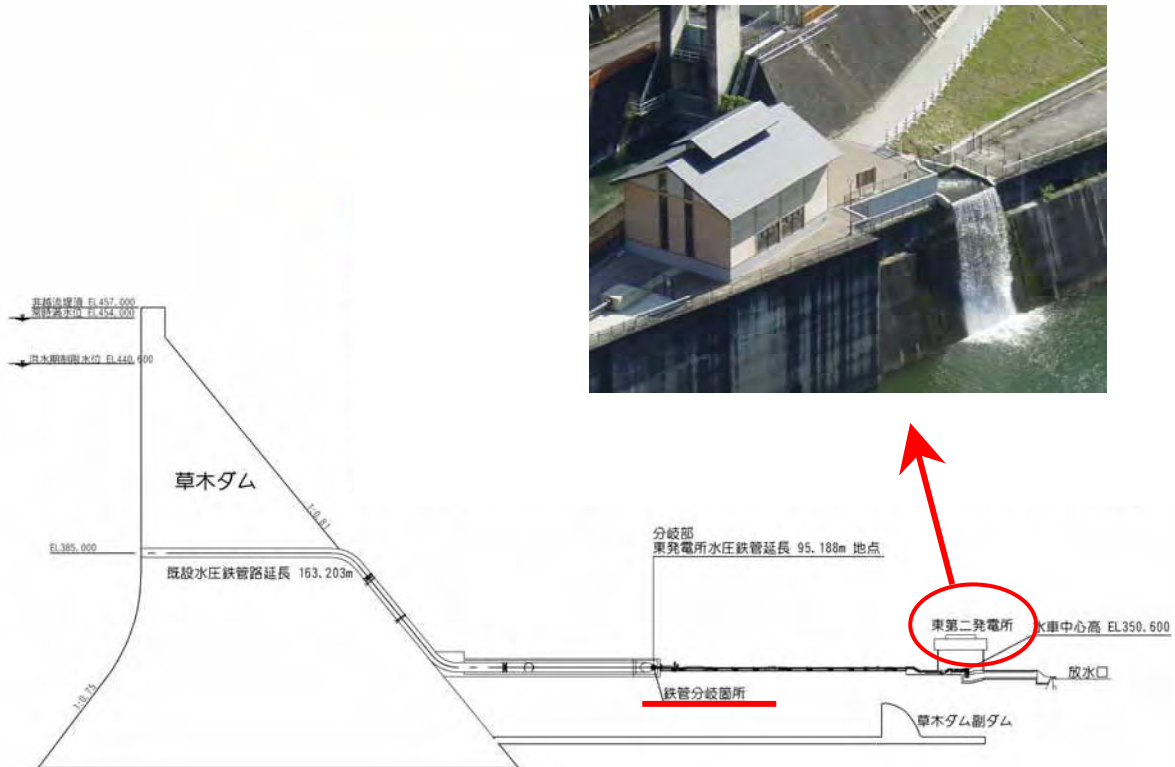 非越流堤頂 EL457.000
常時満水位 EL454.000
洪水期制限水位 EL440.600
草木ダム
1:0.81
EL385.000
既設水圧鉄管路延長 163.203m
分岐部
東発電所水圧鉄管延長 95.188m 地点
東第二発電所
水車中心高 EL350.600
放水口
鉄管分岐箇所
1:0.75
草木ダム副ダム